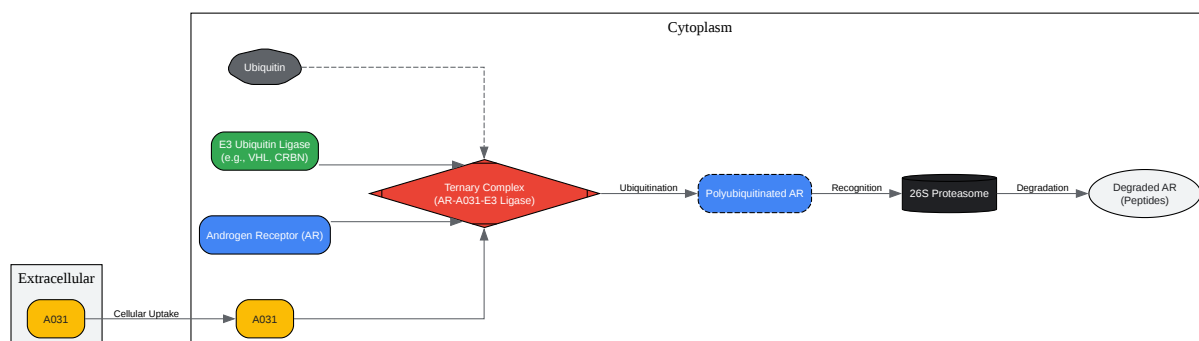 Cytoplasm
Ubiquitin
E3 Ubiquitin Ligase
(e.g., VHL, CRBN)
Ternary Complex
(AR-A031-E3 Ligase)
Ubiquitination
Polyubiquitinated AR
Recognition
26S Proteasome
Degradation
Degraded AR
(Peptides)
Androgen Receptor (AR)
Extracellular
A031
Cellular Uptake
A031